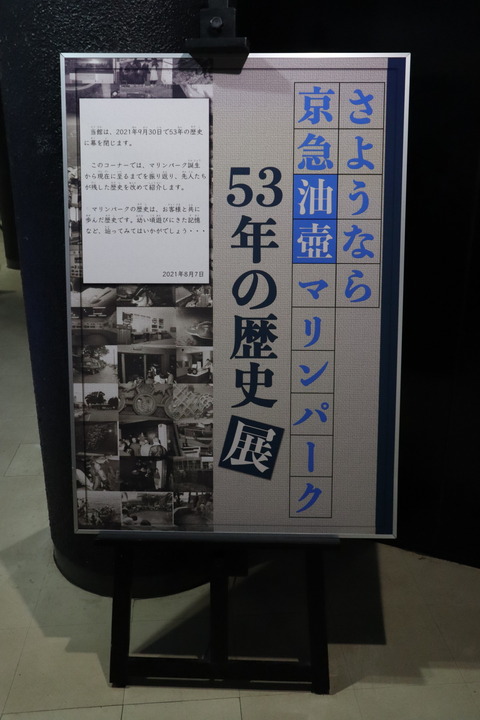 さようなら
京急油壺マリンパーク
53年の歴史展
当館は、2021年9月30日で53年の歴史
に幕を閉じます。
このコーナーでは、マリンパーク誕生
から現在に至るまでを振り返り、先人たち
が残した歴史を改めて紹介します。
マリンパークの歴史は、お客様と共に
歩んだ歴史です。幼い頃遊びにきた記憶
など、辿ってみてはいかがでしょう・・・
2021年8月7日